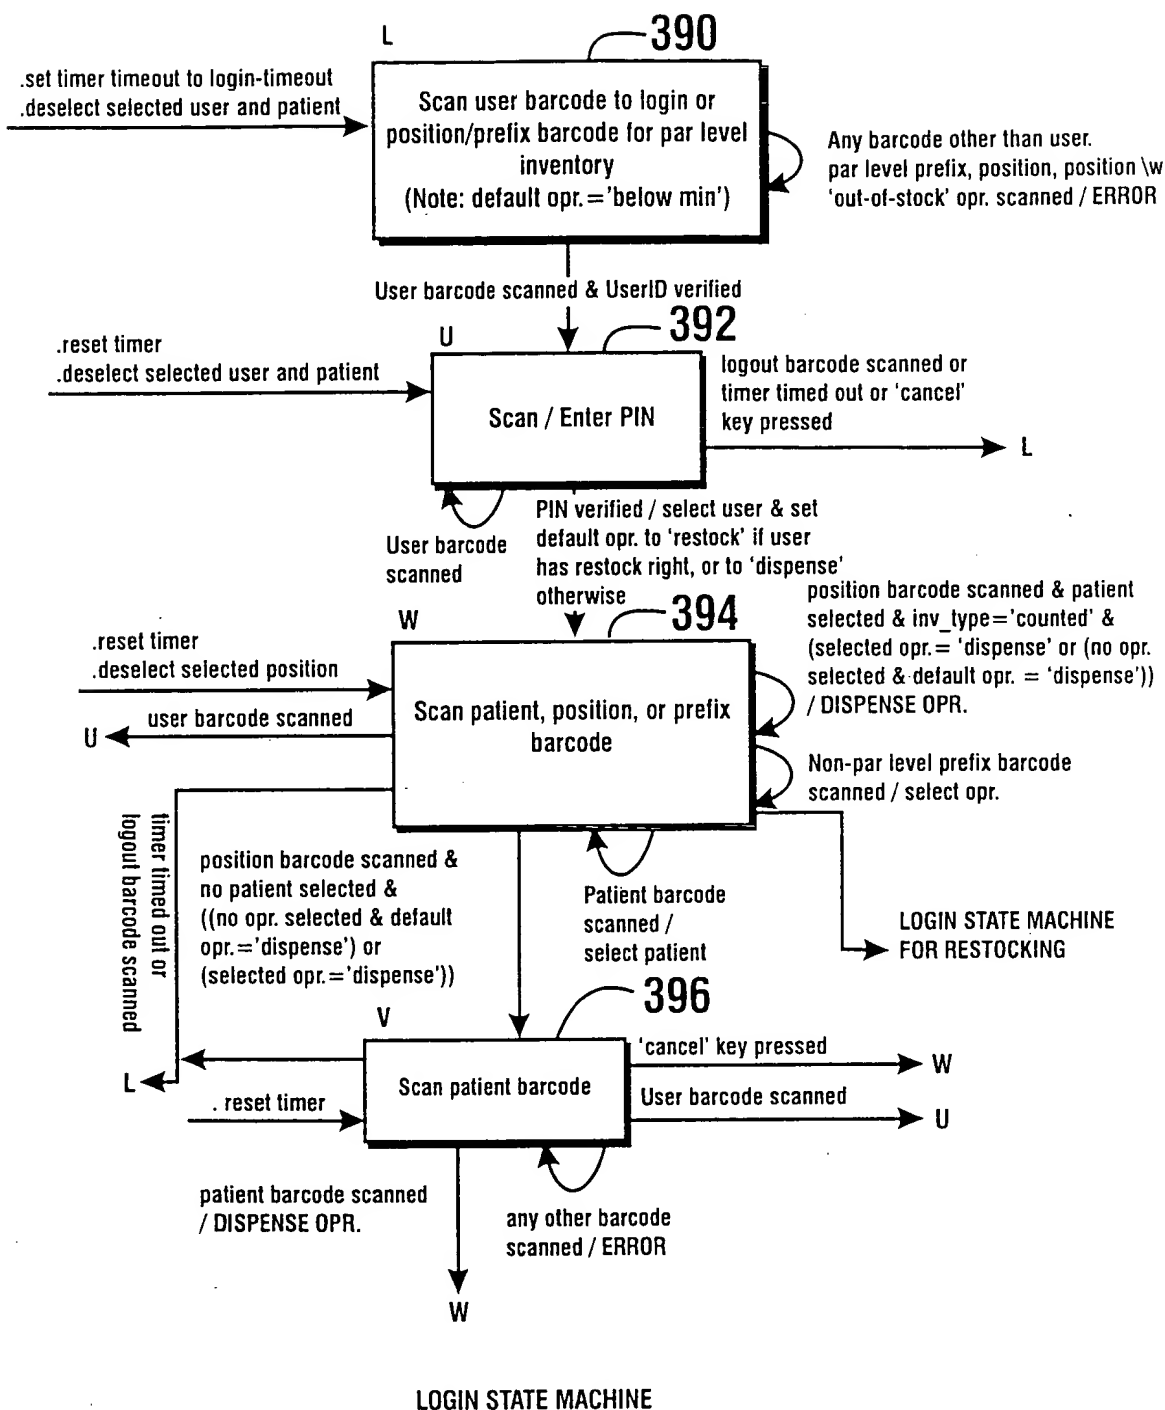 L
390
.set timer timeout to login-timeout
.deselect selected user and patient
Scan user barcode to login or
position/prefix barcode for par level
inventory
(Note: default opr.='below min')
Any barcode other than user.
par level prefix, position, position \w
'out-of-stock' opr. scanned / ERROR
User barcode scanned & UserID verified
U
392
.reset timer
.deselect selected user and patient
Scan / Enter PIN
logout barcode scanned or
timer timed out or 'cancel'
key pressed
L
User barcode
scanned
PIN verified / select user & set
default opr. to 'restock' if user
has restock right, or to 'dispense'
otherwise
W
394
.reset timer
.deselect selected position
Scan patient, position, or prefix
barcode
position barcode scanned & patient
selected & inv_type='counted' &
(selected opr.= 'dispense' or (no opr.
selected & default opr. = 'dispense'))
/ DISPENSE OPR.
user barcode scanned
U
Non-par level prefix barcode
scanned / select opr.
timer timed out or
logout barcode scanned
position barcode scanned &
no patient selected &
((no opr. selected & default
opr.='dispense') or
(selected opr.='dispense'))
Patient barcode
scanned /
select patient
LOGIN STATE MACHINE
FOR RESTOCKING
V
396
L
Scan patient barcode
'cancel' key pressed
W
. reset timer
User barcode scanned
U
patient barcode scanned
/ DISPENSE OPR.
any other barcode
scanned / ERROR
W
LOGIN STATE MACHINE